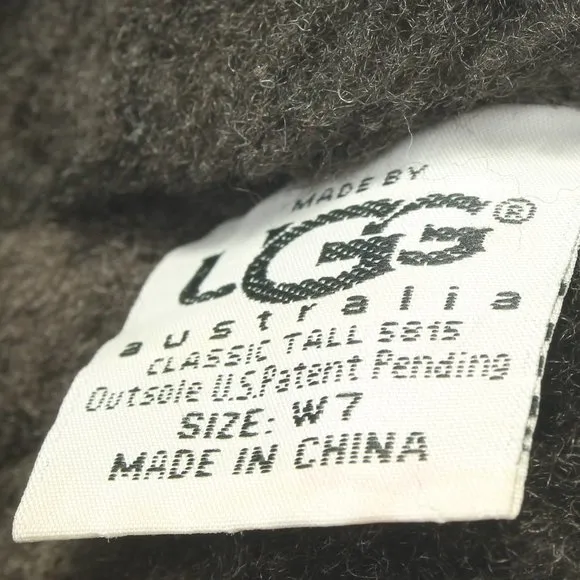 MADE BY
UGG®
australia
CLASSIC TALL 5815
Outsole U.S.Patent Pending
SIZE: W7
MADE IN CHINA